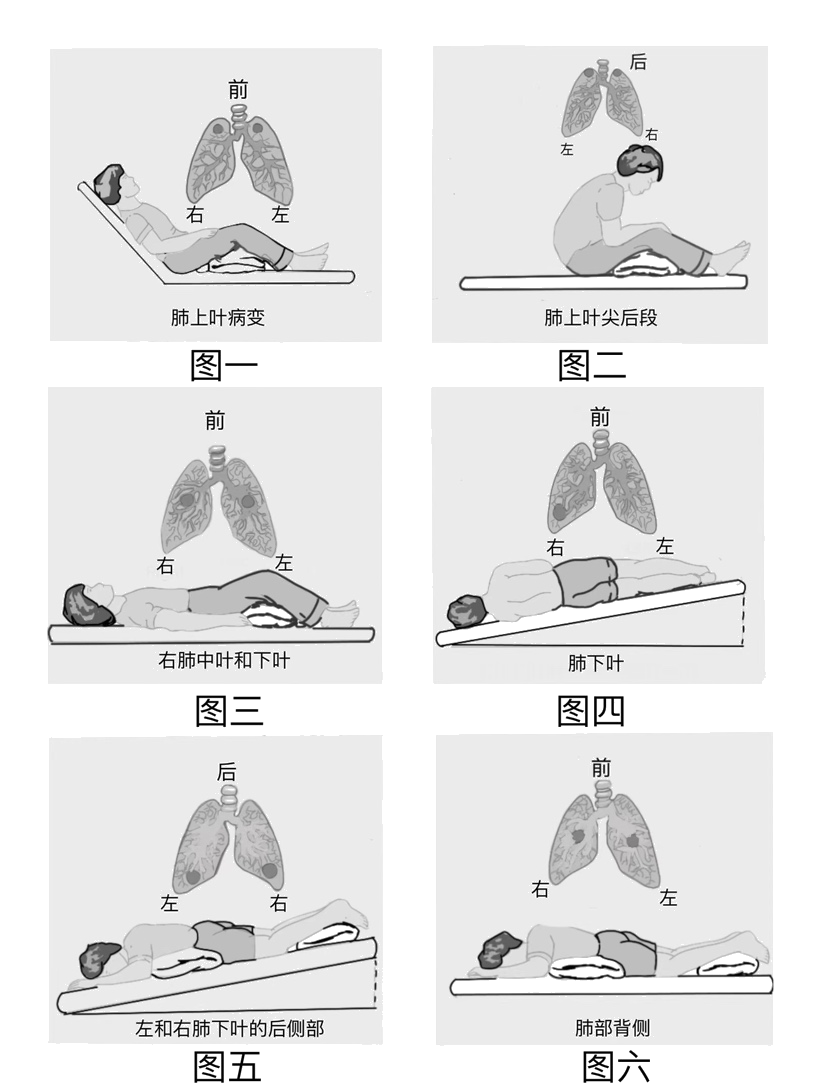 前
右
左
肺上叶病变
图一
后
左
右
肺上叶尖后段
图二
前
右
左
右肺中叶和下叶
图三
前
右
左
肺下叶
图四
后
左
右
左和右肺下叶的后侧部
图五
前
右
左
肺部背侧
图六